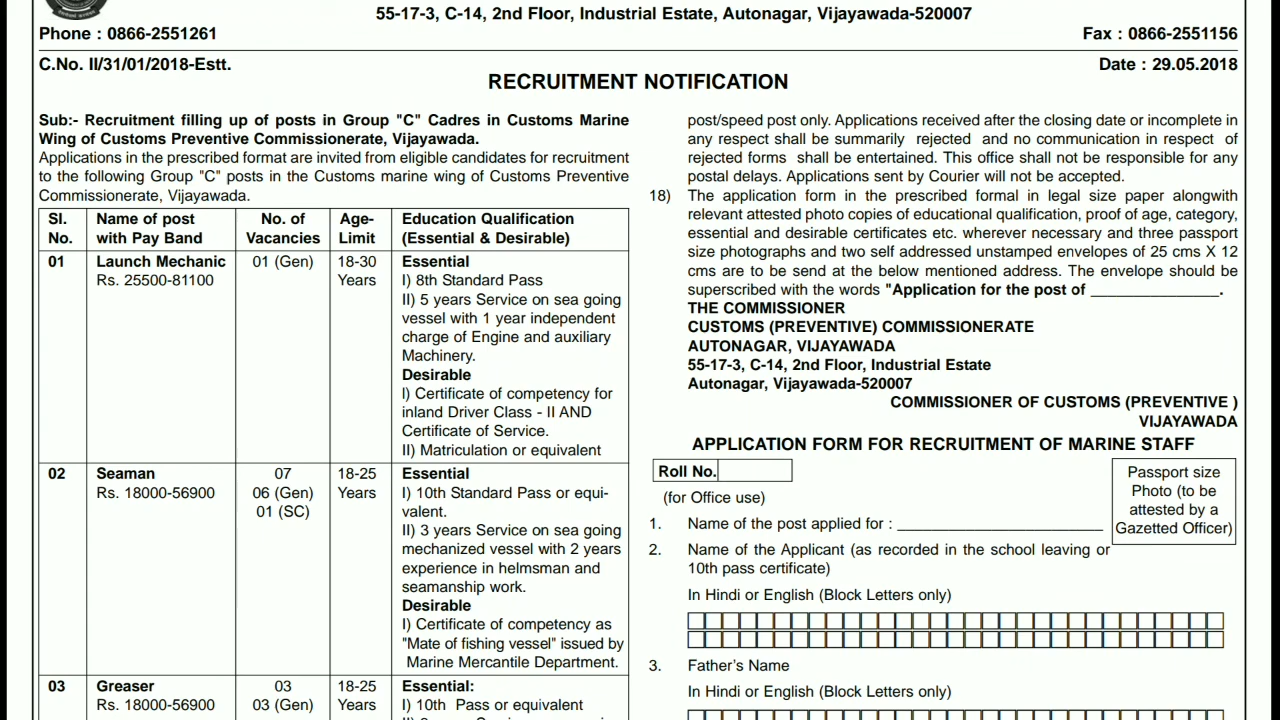 55-17-3, C-14, 2nd Floor, Industrial Estate, Autonagar, Vijayawada-520007
Phone : 0866-2551261
Fax : 0866-2551156
C.No. II/31/01/2018-Estt.
Date : 29.05.2018
RECRUITMENT NOTIFICATION
Sub:- Recruitment filling up of posts in Group "C" Cadres in Customs Marine
Wing of Customs Preventive Commissionerate, Vijayawada.
Applications in the prescribed format are invited from eligible candidates for recruitment
to the following Group "C" posts in the Customs marine wing of Customs Preventive
Commissionerate, Vijayawada.
Sl. Name of post No. of Age- Education Qualification
No. with Pay Band Vacancies Limit (Essential & Desirable)
01 Launch Mechanic 01 (Gen) 18-30 Essential
Rs. 25500-81100 Years I) 8th Standard Pass
II) 5 years Service on sea going
vessel with 1 year independent
charge of Engine and auxiliary
Machinery.
Desirable
I) Certificate of competency for
inland Driver Class - II AND
Certificate of Service.
II) Matriculation or equivalent
02 Seaman 07 18-25 Essential
Rs. 18000-56900 06 (Gen) Years I) 10th Standard Pass or equi-
01 (SC) valent.
II) 3 years Service on sea going
mechanized vessel with 2 years
experience in helmsman and
seamanship work.
Desirable
I) Certificate of competency as
"Mate of fishing vessel" issued by
Marine Mercantile Department.
03 Greaser 03 18-25 Essential:
Rs. 18000-56900 03 (Gen) Years I) 10th Pass or equivalent
post/speed post only. Applications received after the closing date or incomplete in
any respect shall be summarily rejected and no communication in respect of
rejected forms shall be entertained. This office shall not be responsible for any
postal delays. Applications sent by Courier will not be accepted.
18) The application form in the prescribed formal in legal size paper alongwith
relevant attested photo copies of educational qualification, proof of age, category,
essential and desirable certificates etc. wherever necessary and three passport
size photographs and two self addressed unstamped envelopes of 25 cms X 12
cms are to be send at the below mentioned address. The envelope should be
superscribed with the words "Application for the post of _______________.
THE COMMISSIONER
CUSTOMS (PREVENTIVE) COMMISSIONERATE
AUTONAGAR, VIJAYAWADA
55-17-3, C-14, 2nd Floor, Industrial Estate
Autonagar, Vijayawada-520007
COMMISSIONER OF CUSTOMS (PREVENTIVE )
VIJAYAWADA
APPLICATION FORM FOR RECRUITMENT OF MARINE STAFF
Roll No.
(for Office use)
Passport size
Photo (to be
attested by a
Gazetted Officer)
1. Name of the post applied for : ________________________
2. Name of the Applicant (as recorded in the school leaving or
10th pass certificate)
In Hindi or English (Block Letters only)
3. Father's Name
In Hindi or English (Block Letters only)